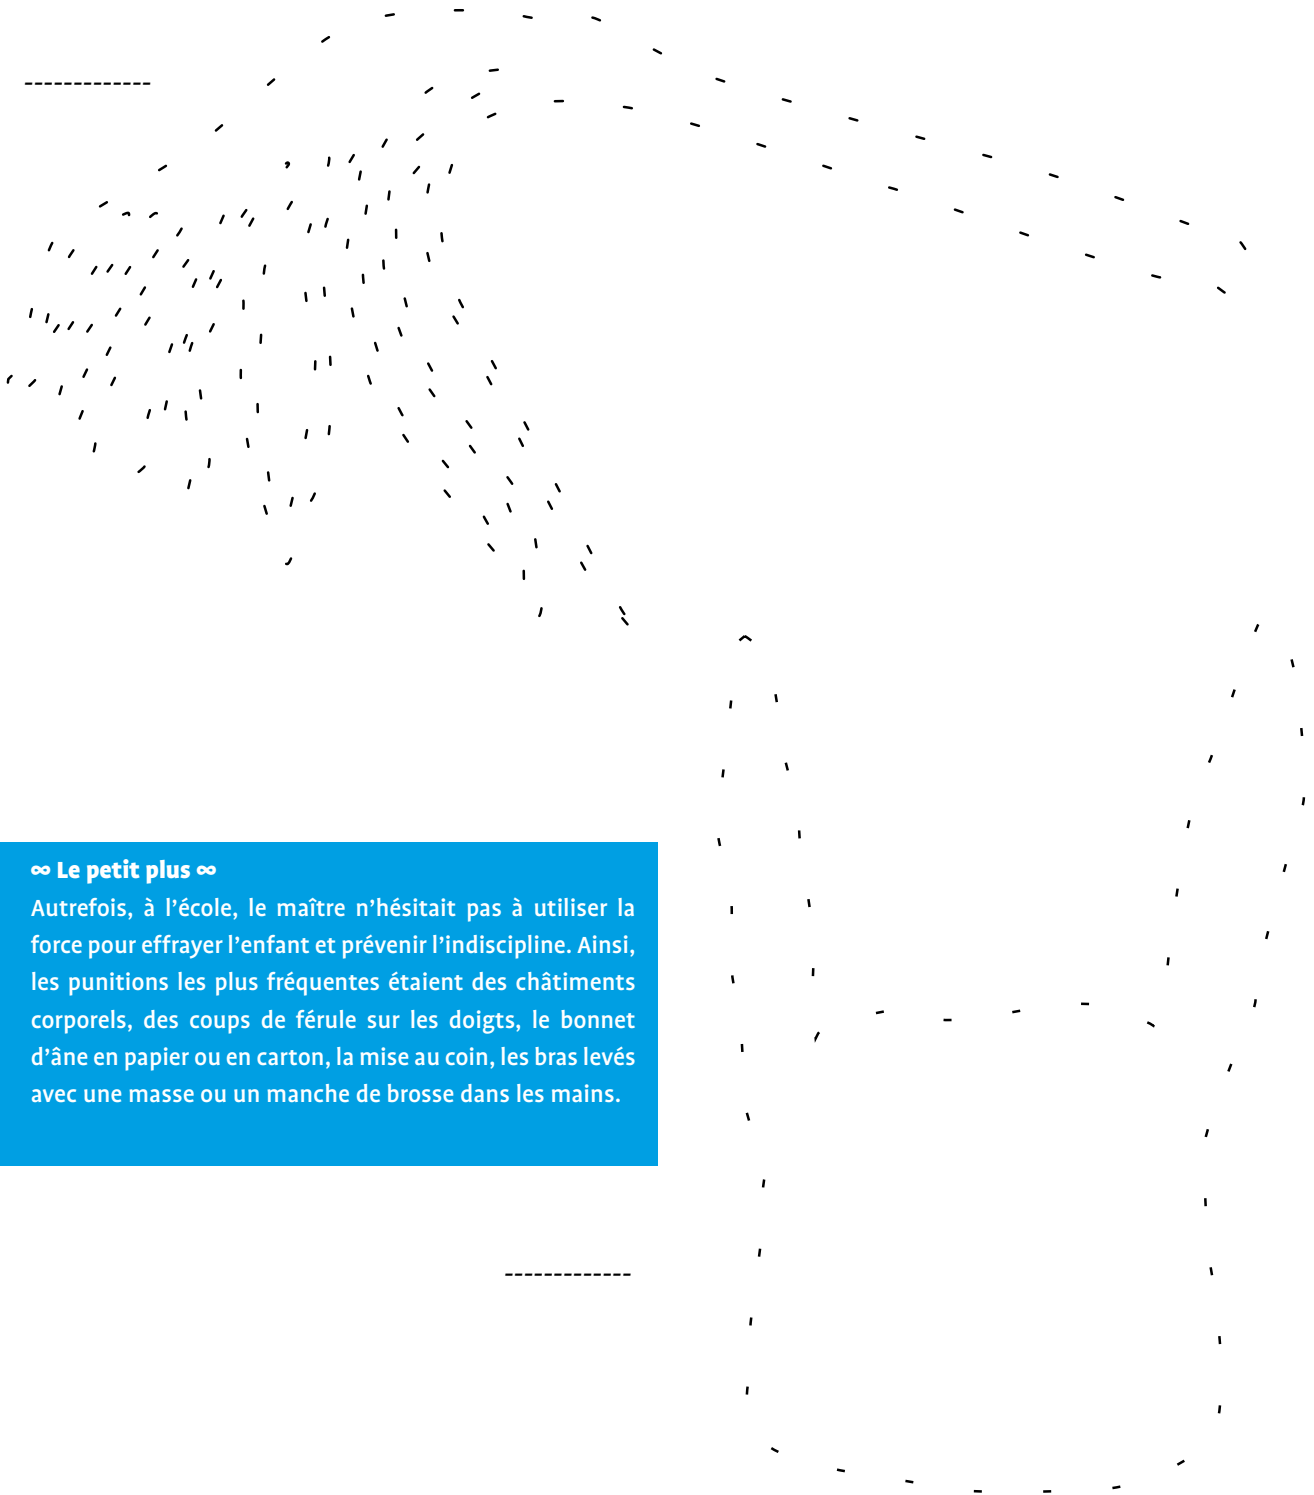 ∞ Le petit plus ∞
Autrefois, à l’école, le maître n’hésitait pas à utiliser la
force pour effrayer l’enfant et prévenir l’indiscipline. Ainsi,
les punitions les plus fréquentes étaient des châtiments
corporels, des coups de férule sur les doigts, le bonnet
d’âne en papier ou en carton, la mise au coin, les bras levés
avec une masse ou un manche de brosse dans les mains.